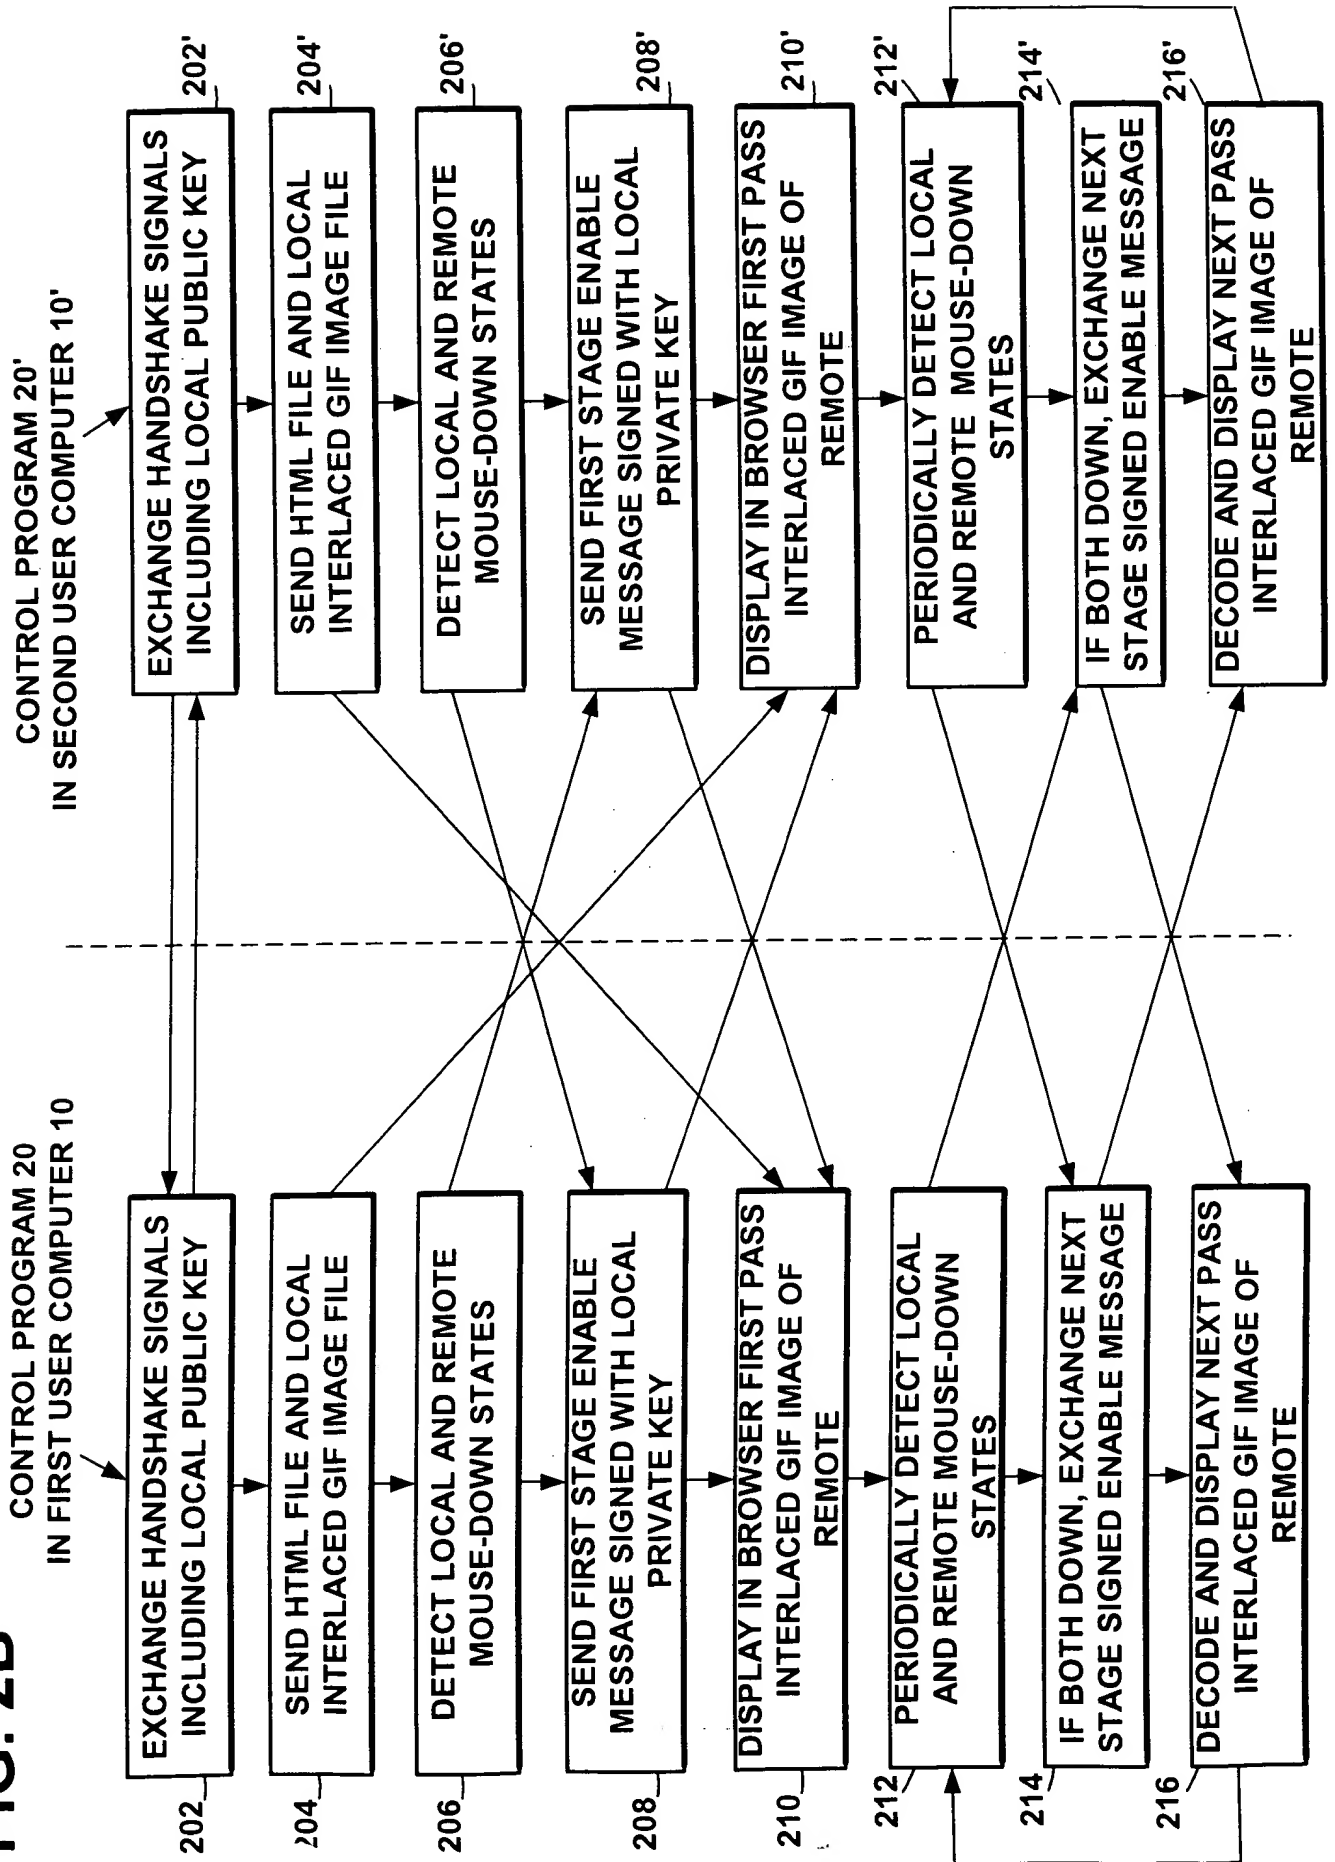 FIG. 2B
CONTROL PROGRAM 20
IN FIRST USER COMPUTER 10
CONTROL PROGRAM 20'
IN SECOND USER COMPUTER 10'
202
EXCHANGE HANDSHAKE SIGNALS
INCLUDING LOCAL PUBLIC KEY
EXCHANGE HANDSHAKE SIGNALS
INCLUDING LOCAL PUBLIC KEY
202'
204
SEND HTML FILE AND LOCAL
INTERLACED GIF IMAGE FILE
SEND HTML FILE AND LOCAL
INTERLACED GIF IMAGE FILE
204'
206
DETECT LOCAL AND REMOTE
MOUSE-DOWN STATES
DETECT LOCAL AND REMOTE
MOUSE-DOWN STATES
206'
208
SEND FIRST STAGE ENABLE
MESSAGE SIGNED WITH LOCAL
PRIVATE KEY
SEND FIRST STAGE ENABLE
MESSAGE SIGNED WITH LOCAL
PRIVATE KEY
208'
210
DISPLAY IN BROWSER FIRST PASS
INTERLACED GIF IMAGE OF
REMOTE
DISPLAY IN BROWSER FIRST PASS
INTERLACED GIF IMAGE OF
REMOTE
210'
212
PERIODICALLY DETECT LOCAL
AND REMOTE MOUSE-DOWN
STATES
PERIODICALLY DETECT LOCAL
AND REMOTE MOUSE-DOWN
STATES
212'
214
IF BOTH DOWN, EXCHANGE NEXT
STAGE SIGNED ENABLE MESSAGE
IF BOTH DOWN, EXCHANGE NEXT
STAGE SIGNED ENABLE MESSAGE
214'
216
DECODE AND DISPLAY NEXT PASS
INTERLACED GIF IMAGE OF
REMOTE
DECODE AND DISPLAY NEXT PASS
INTERLACED GIF IMAGE OF
REMOTE
216'